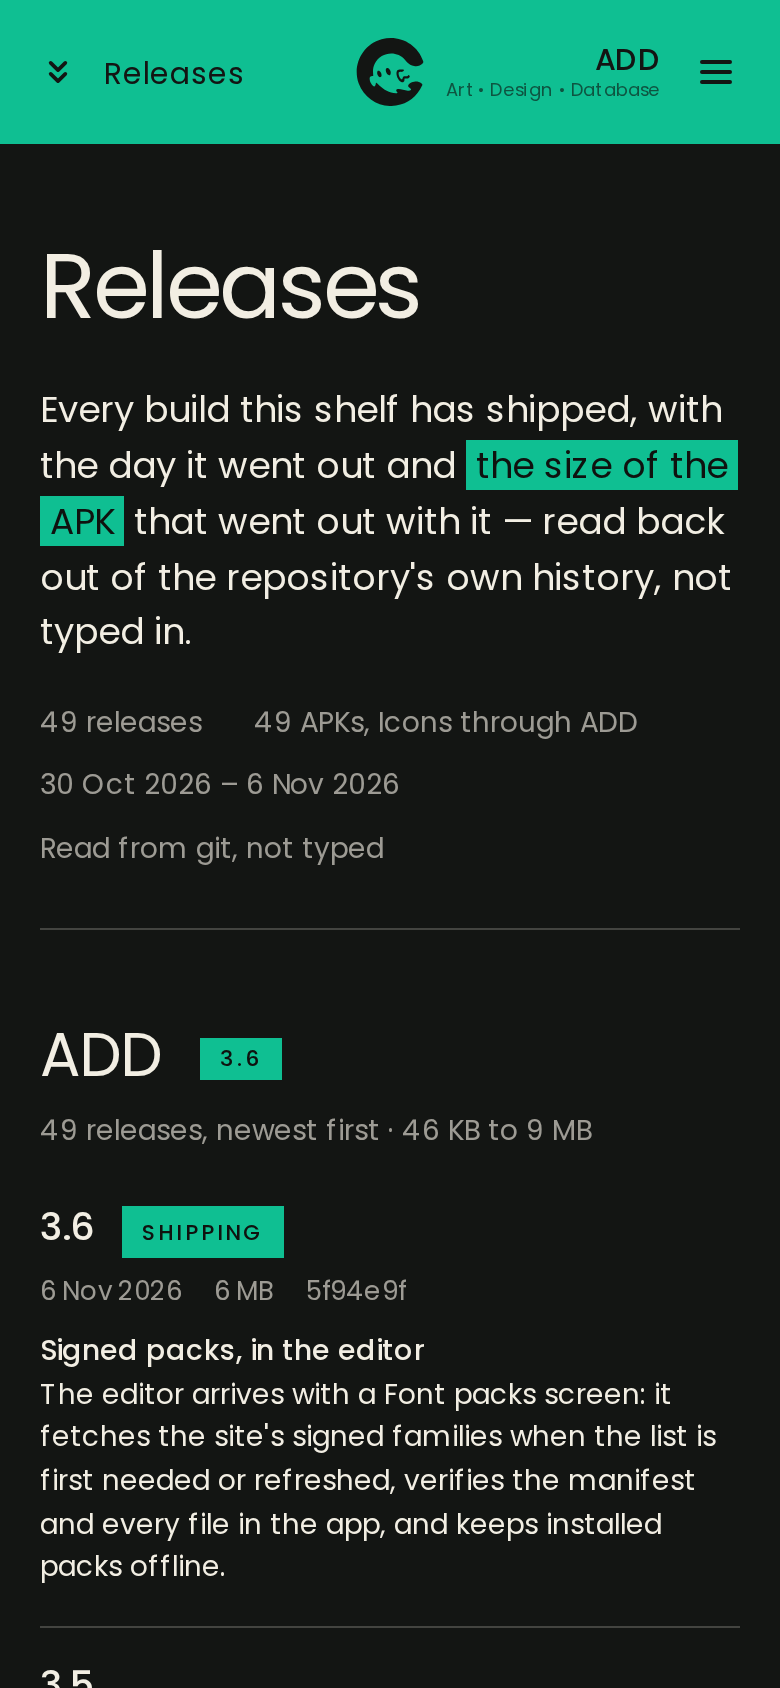 Releases
ADD
Art • Design • Database
Releases
Every build this shelf has shipped, with
the day it went out and the size of the
APK that went out with it — read back
out of the repository's own history, not
typed in.
49 releases 49 APKs, Icons through ADD
30 Oct 2026 – 6 Nov 2026
Read from git, not typed
ADD 3.6
49 releases, newest first · 46 KB to 9 MB
3.6 SHIPPING
6 Nov 2026 6 MB 5f94e9f
Signed packs, in the editor
The editor arrives with a Font packs screen: it
fetches the site's signed families when the list is
first needed or refreshed, verifies the manifest
and every file in the app, and keeps installed
packs offline.
3.5